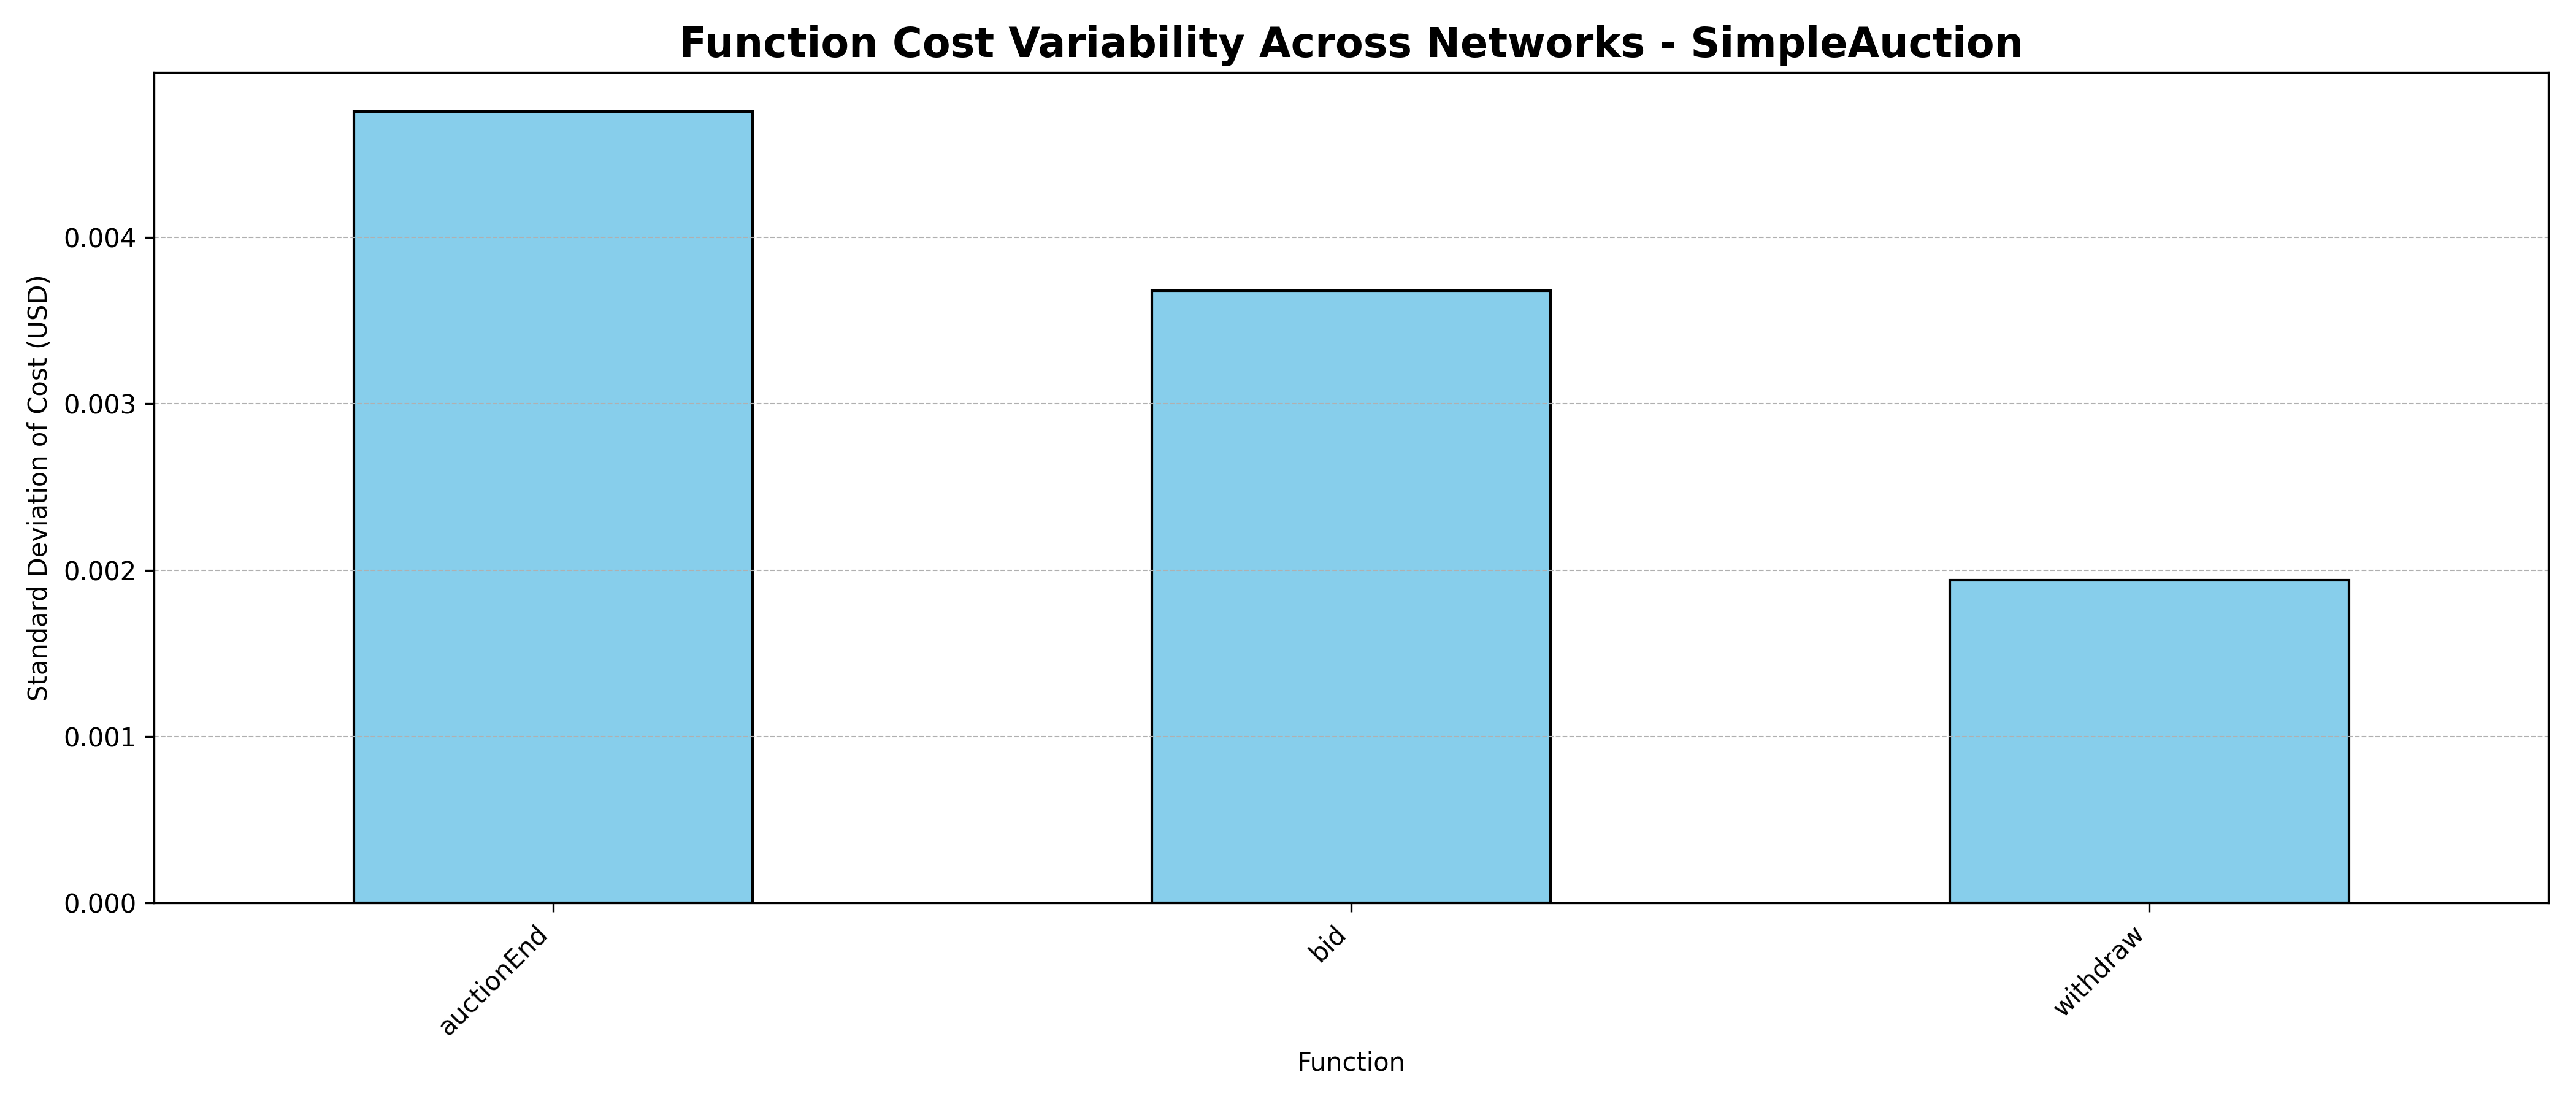 Function Cost Variability Across Networks - SimpleAuction
Standard Deviation of Cost (USD)
0.004
0.003
0.002
0.001
0.000
auctionEnd
bid
withdraw
Function